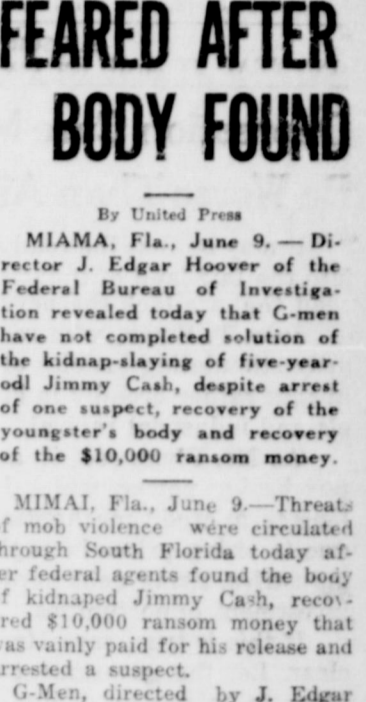 FEARED AFTER
BODY FOUND
By United Press
MIAMA, Fla., June 9. — Di-
rector J. Edgar Hoover of the
Federal Bureau of Investiga-
tion revealed today that G-men
have not completed solution of
the kidnap-slaying of five-year-
odl Jimmy Cash, despite arrest
of one suspect, recovery of the
youngster's body and recovery
of the $10,000 ransom money.
MIMAI, Fla., June 9.—Threats
f mob violence were circulated
hrough South Florida today af-
er federal agents found the body
f kidnaped Jimmy Cash, recov-
red $10,000 ransom money that
as vainly paid for his release and
rrested a suspect.
G-Men, directed by J. Edgar